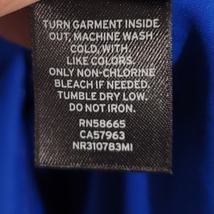 TURN GARMENT INSIDE
OUT, MACHINE WASH
COLD, WITH
LIKE COLORS.
ONLY NON-CHLORINE
BLEACH IF NEEDED.
TUMBLE DRY LOW.
DO NOT IRON.
RN58665
CA57963
NR310783MI